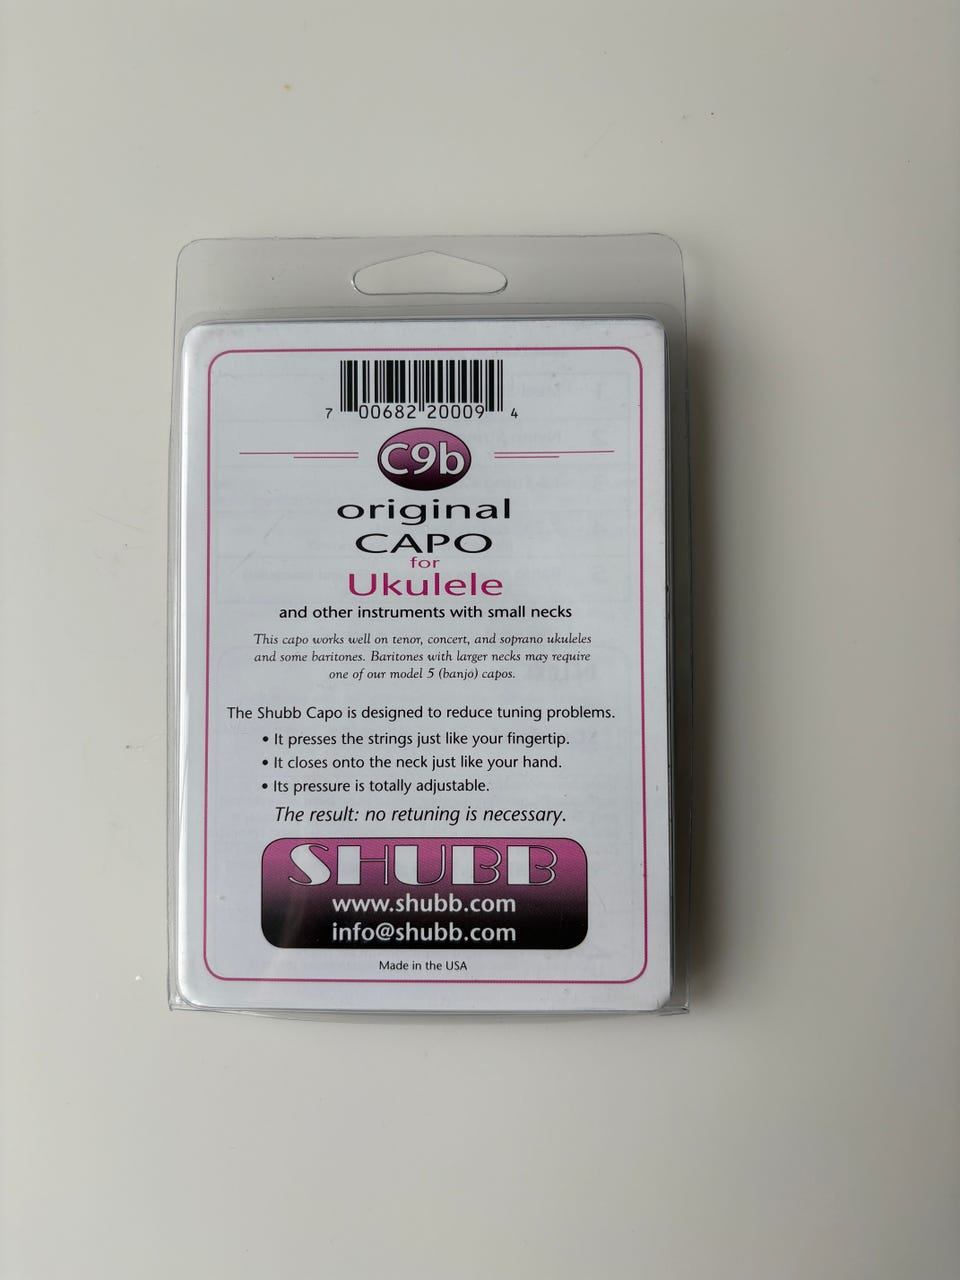 7 00682 20009 4
C9b
original
CAPO
for
Ukulele
and other instruments with small necks
This capo works well on tenor, concert, and soprano ukuleles
and some baritones. Baritones with larger necks may require
one of our model 5 (banjo) capos.
The Shubb Capo is designed to reduce tuning problems.
• It presses the strings just like your fingertip.
• It closes onto the neck just like your hand.
• Its pressure is totally adjustable.
The result: no retuning is necessary.
SHUBB
www.shubb.com
info@shubb.com
Made in the USA